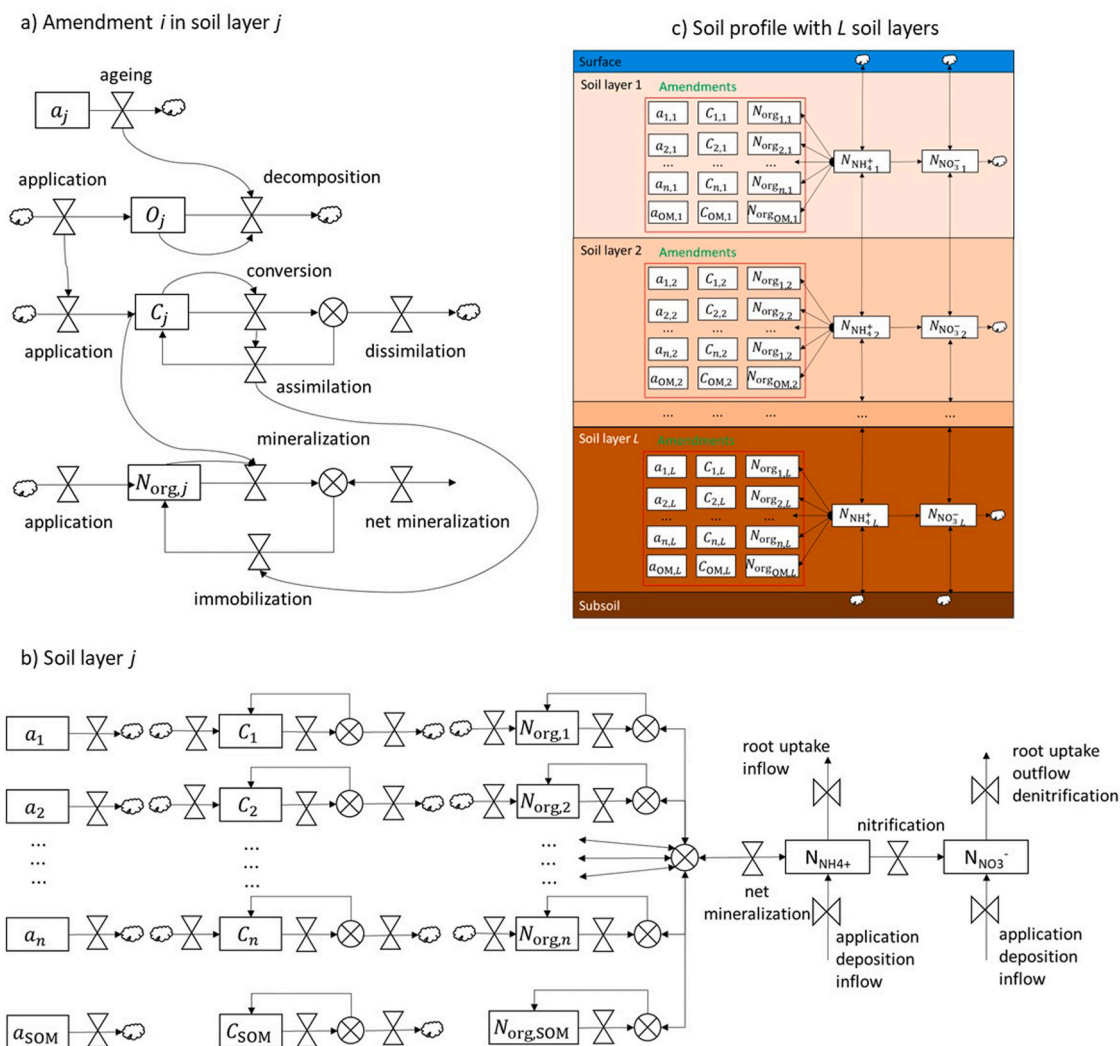 a) Amendment i in soil layer j
ageing
a_j
application
decomposition
O_j
conversion
C_j
application
dissimilation
assimilation
mineralization
N_org,j
application
net mineralization
immobilization
c) Soil profile with L soil layers
Surface
Soil layer 1
Amendments
a_1,1 C_1,1 N_org1,1
a_2,1 C_2,1 N_org2,1
... ... ...
N_NH4+ 1 N_NO3- 1
a_n,1 C_n,1 N_orgn,1
a_OM,1 C_OM,1 N_orgOM,1
Soil layer 2
Amendments
a_1,2 C_1,2 N_org1,2
a_2,2 C_2,2 N_org2,2
... ... ...
N_NH4+ 2 N_NO3- 2
a_n,2 C_n,2 N_org1,2
a_OM,2 C_OM,2 N_orgOM,2
... ... ... ... ...
Soil layer L
Amendments
a_1,L C_1,L N_org1,L
a_2,L C_2,L N_org2,L
... ... ...
N_NH4+ L N_NO3- L
a_n,L C_n,L N_orgn,L
a_OM,L C_OM,L N_orgOM,L
Subsoil
b) Soil layer j
a_1 C_1 N_org,1
a_2 C_2 N_org,2
... ... ...
... ... ...
a_n C_n N_org,n
a_SOM C_SOM N_org,SOM
root uptake
inflow
root uptake
outflow
denitrification
nitrification
N_NH4+
N_NO3-
net
mineralization
application
deposition
inflow
application
deposition
inflow